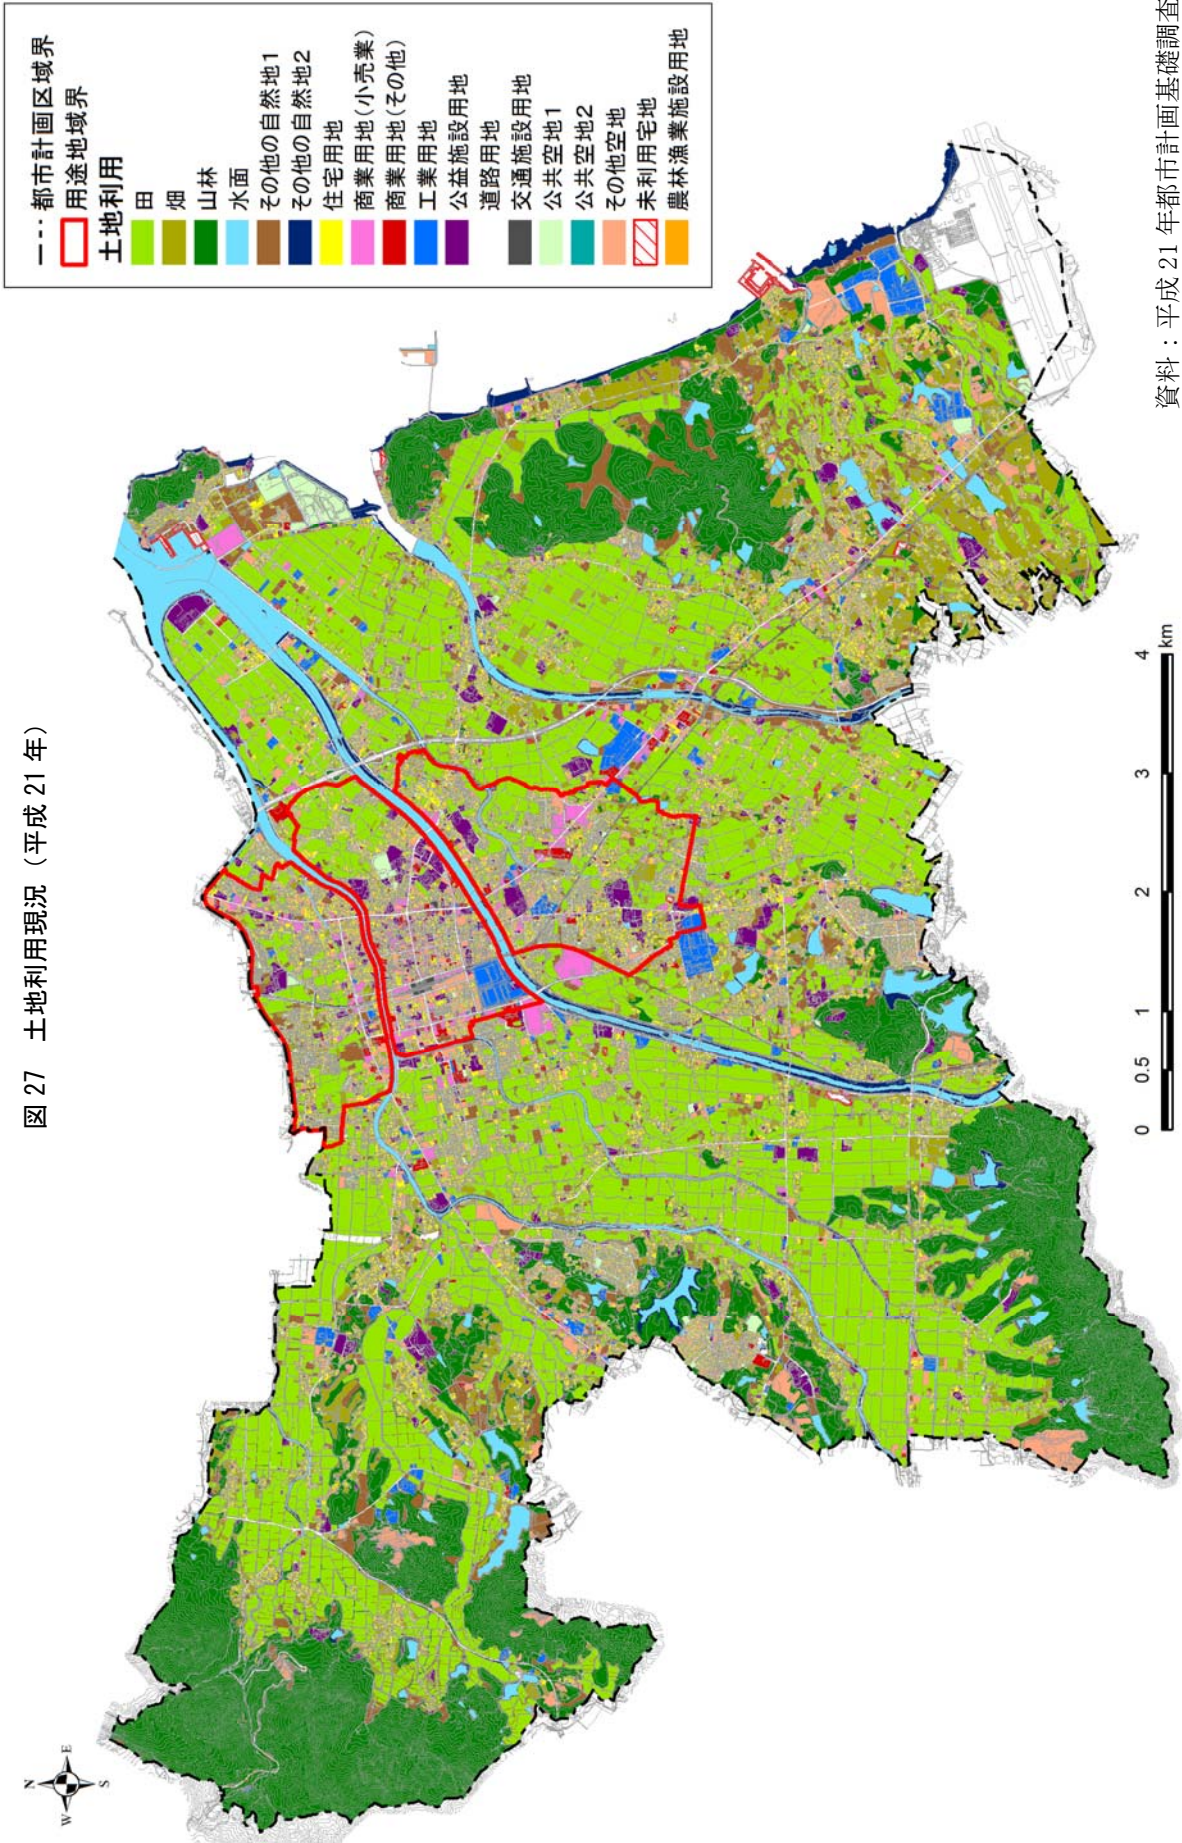 図 27 土地利用現況（平成 21 年）
都市計画区域界
用途地域界
土地利用
田
畑
山林
水面
その他の自然地1
その他の自然地2
住宅用地
商業用地(小売業)
商業用地(その他)
工業用地
公益施設用地
道路用地
交通施設用地
公共空地1
公共空地2
その他空地
未利用宅地
農林漁業施設用地
N
W
E
S
0 0.5 1 2 3 4
km
資料：平成 21 年都市計画基礎調査